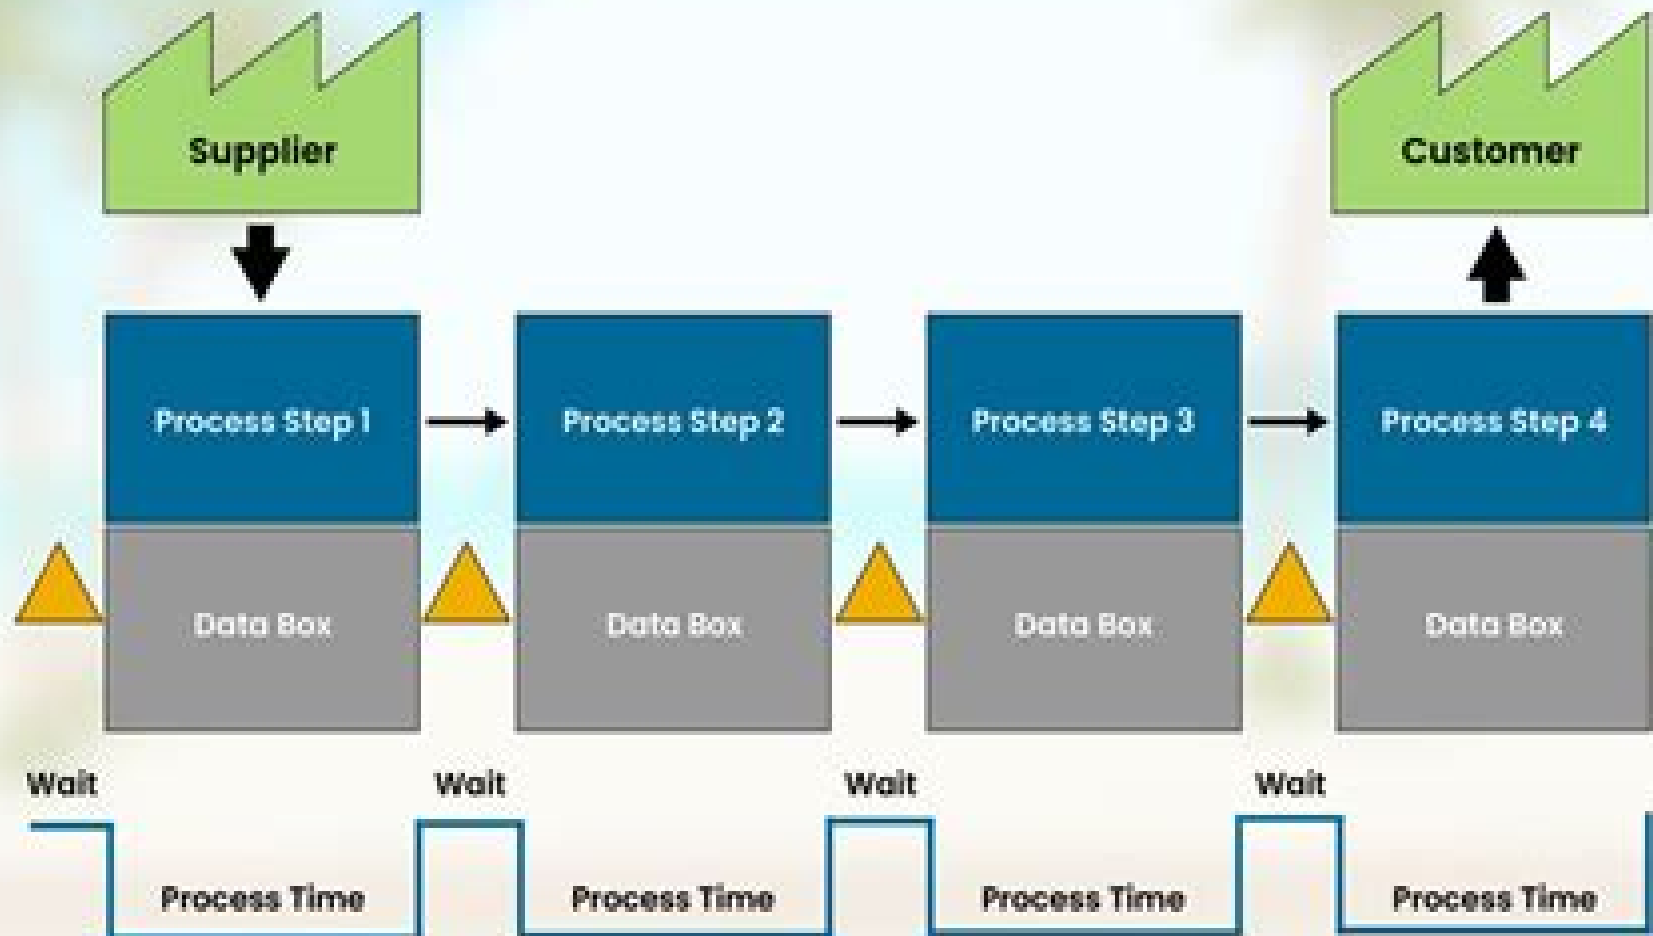 Supplier
Customer
Process Step 1
Process Step 2
Process Step 3
Process Step 4
Data Box
Data Box
Data Box
Data Box
Wait
Wait
Wait
Wait
Process Time
Process Time
Process Time
Process Time